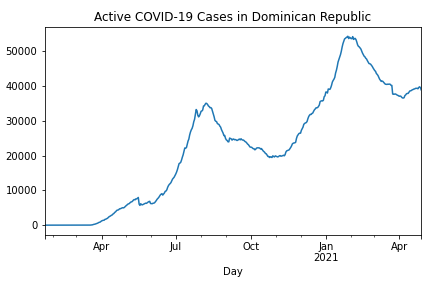 Active COVID-19 Cases in Dominican Republic
50000
40000
30000
20000
10000
0
Apr Jul Oct Jan Apr
2021
Day